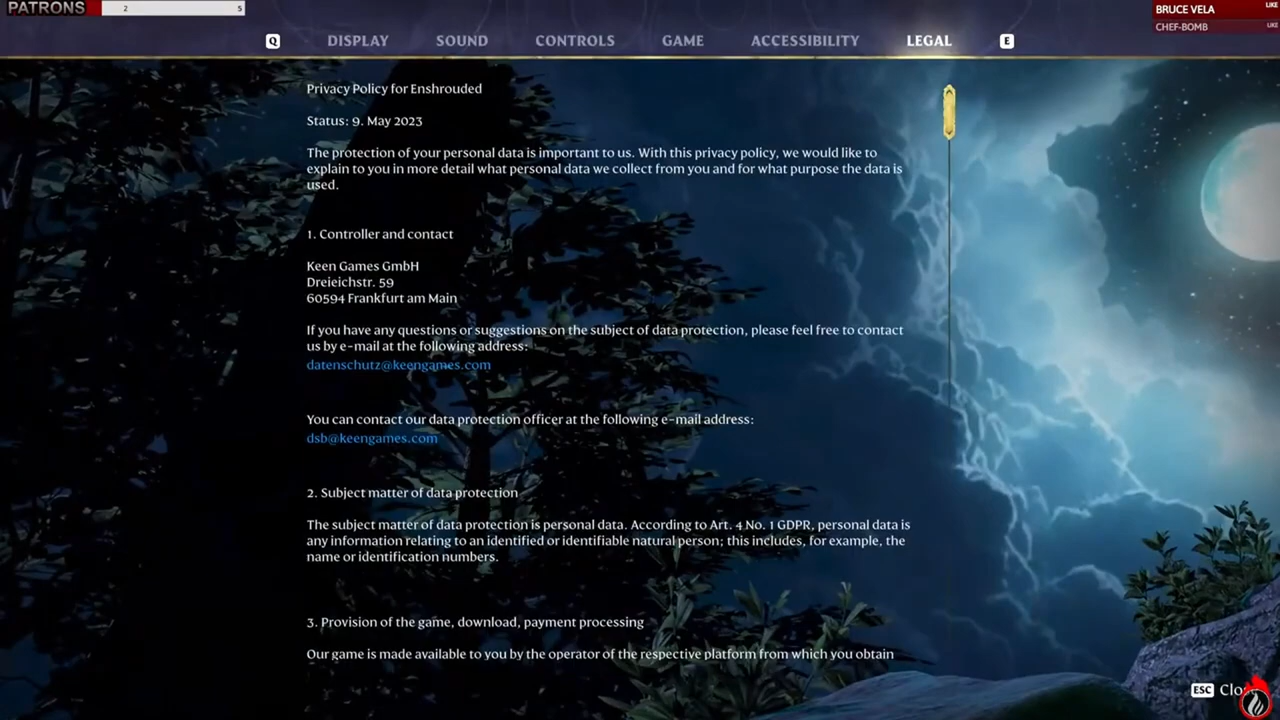 PATRONS
2
5
BRUCE VELA
LIKE
CHEF-BOMB
LIKE
Q
DISPLAY
SOUND
CONTROLS
GAME
ACCESSIBILITY
LEGAL
E
Privacy Policy for Enshrouded
Status: 9. May 2023
The protection of your personal data is important to us. With this privacy policy, we would like to
explain to you in more detail what personal data we collect from you and for what purpose the data is
used.
1. Controller and contact
Keen Games GmbH
Dreieichstr. 59
60594 Frankfurt am Main
If you have any questions or suggestions on the subject of data protection, please feel free to contact
us by e-mail at the following address:
datenschutz@keengames.com
You can contact our data protection officer at the following e-mail address:
dsb@keengames.com
2. Subject matter of data protection
The subject matter of data protection is personal data. According to Art. 4 No. 1 GDPR, personal data is
any information relating to an identified or identifiable natural person; this includes, for example, the
name or identification numbers.
3. Provision of the game, download, payment processing
Our game is made available to you by the operator of the respective platform from which you obtain
ESC